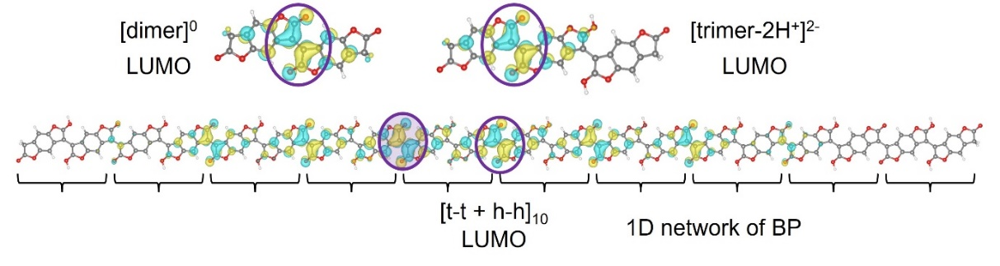 [dimer]⁰
LUMO
[trimer-2H⁺]²⁻
LUMO
[t-t + h-h]₁₀
LUMO
1D network of BP